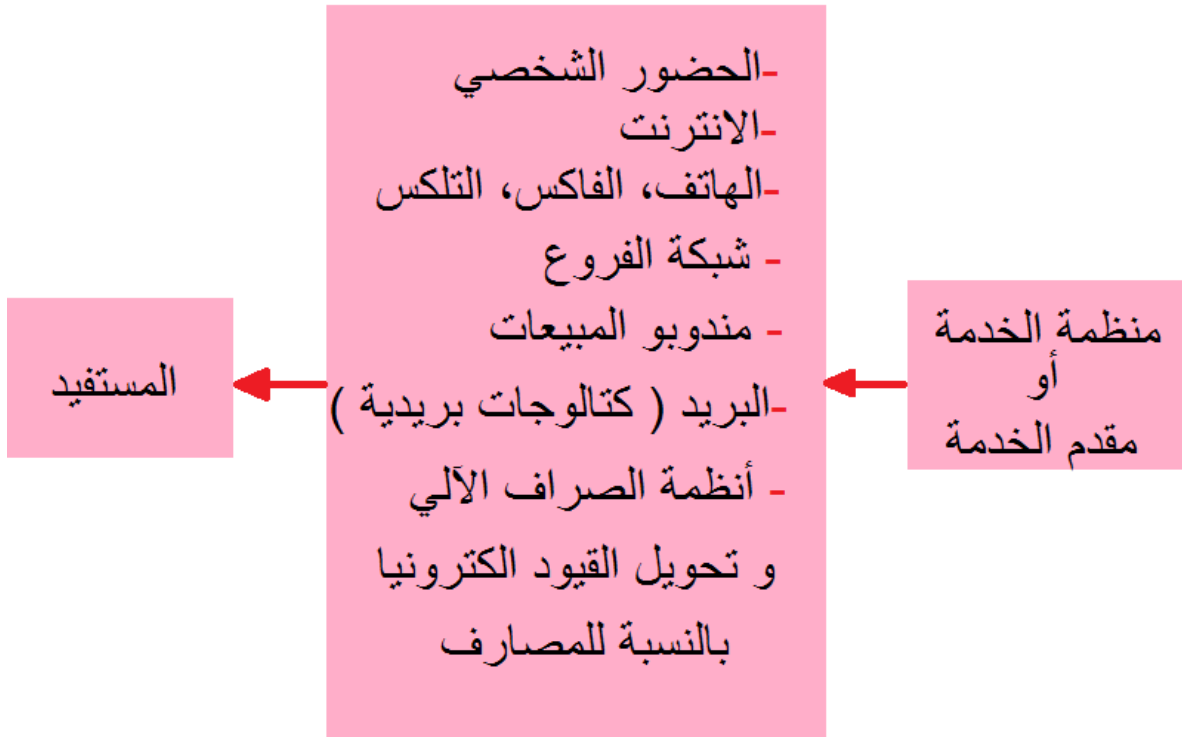 منظمة الخدمة
أو
مقدم الخدمة
-الحضور الشخصي
-الانترنت
-الهاتف، الفاكس، التلكس
- شبكة الفروع
- مندوبو المبيعات
-البريد ( كتالوجات بريدية )
- أنظمة الصراف الآلي
و تحويل القيود الكترونيا
بالنسبة للمصارف
المستفيد